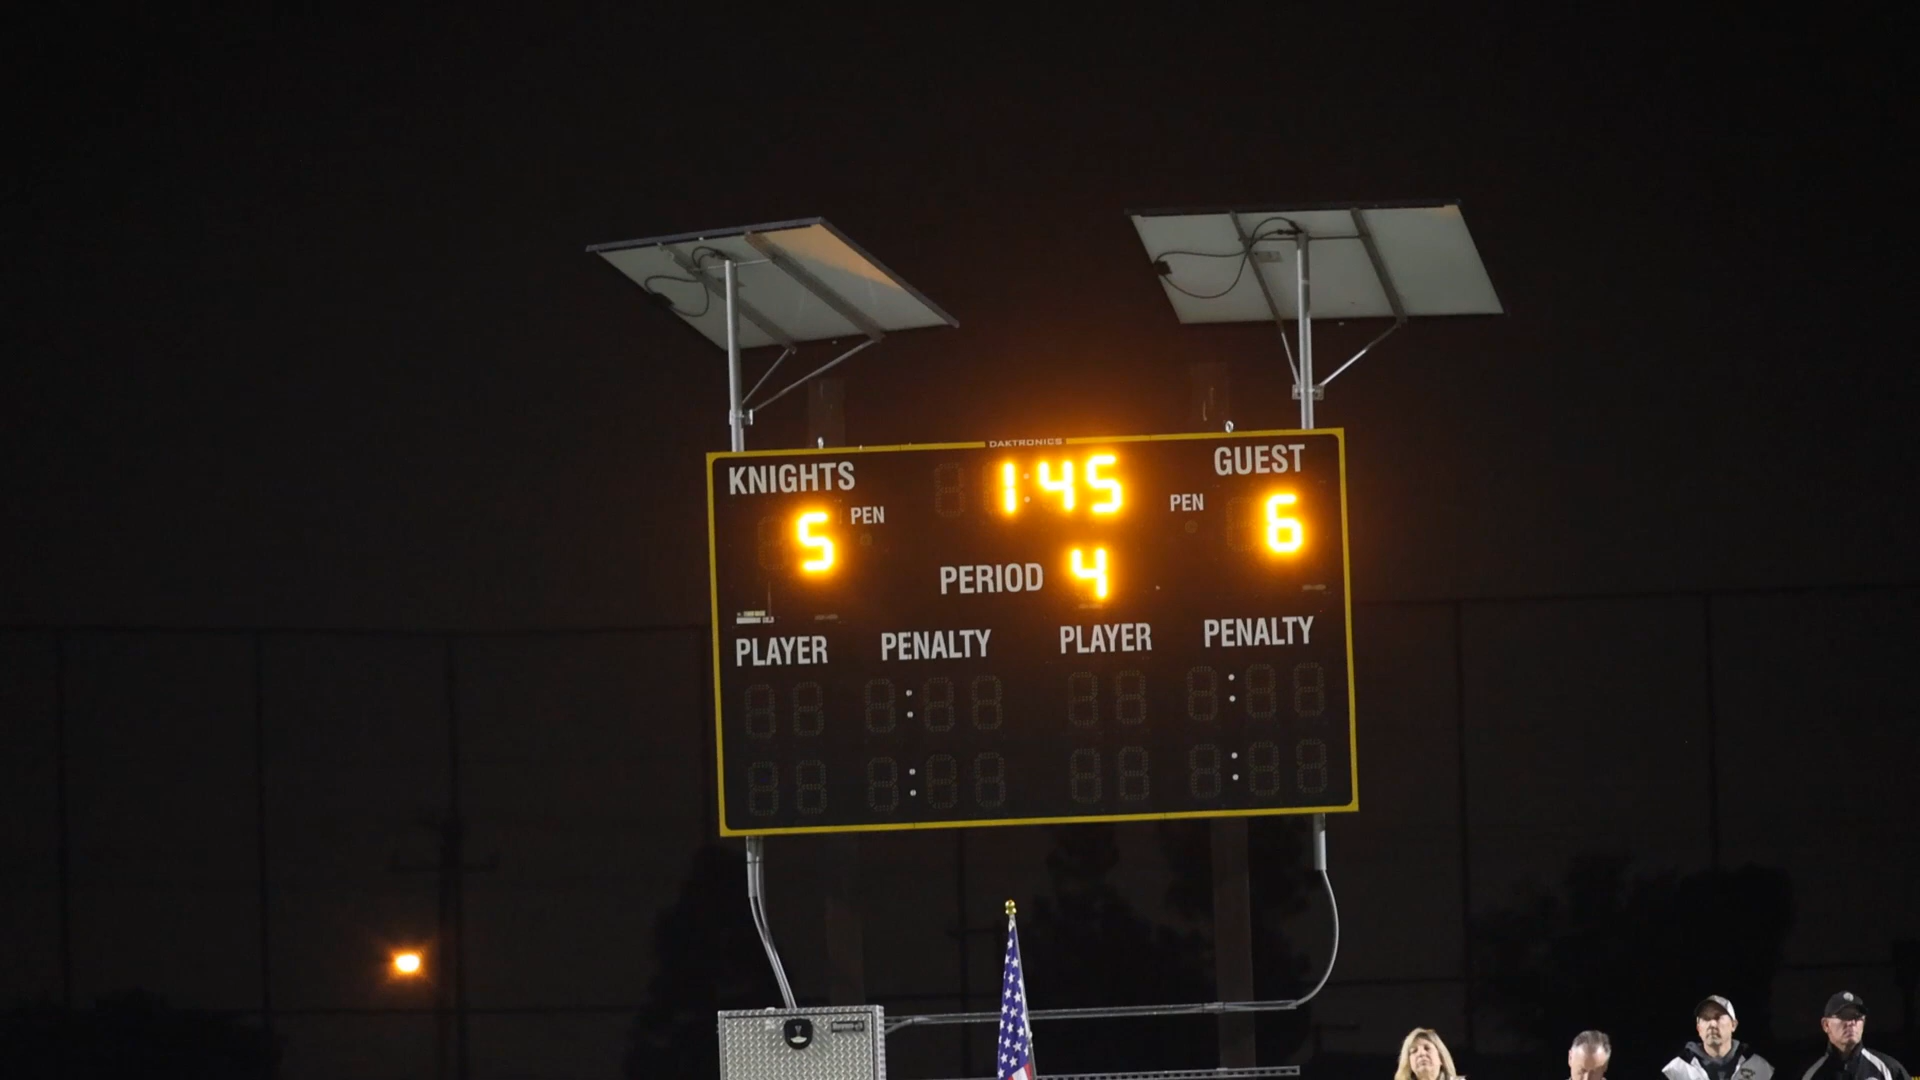 DAKTRONICS
KNIGHTS 1:45 GUEST
5 PEN PEN 6
PERIOD 4
PLAYER PENALTY PLAYER PENALTY